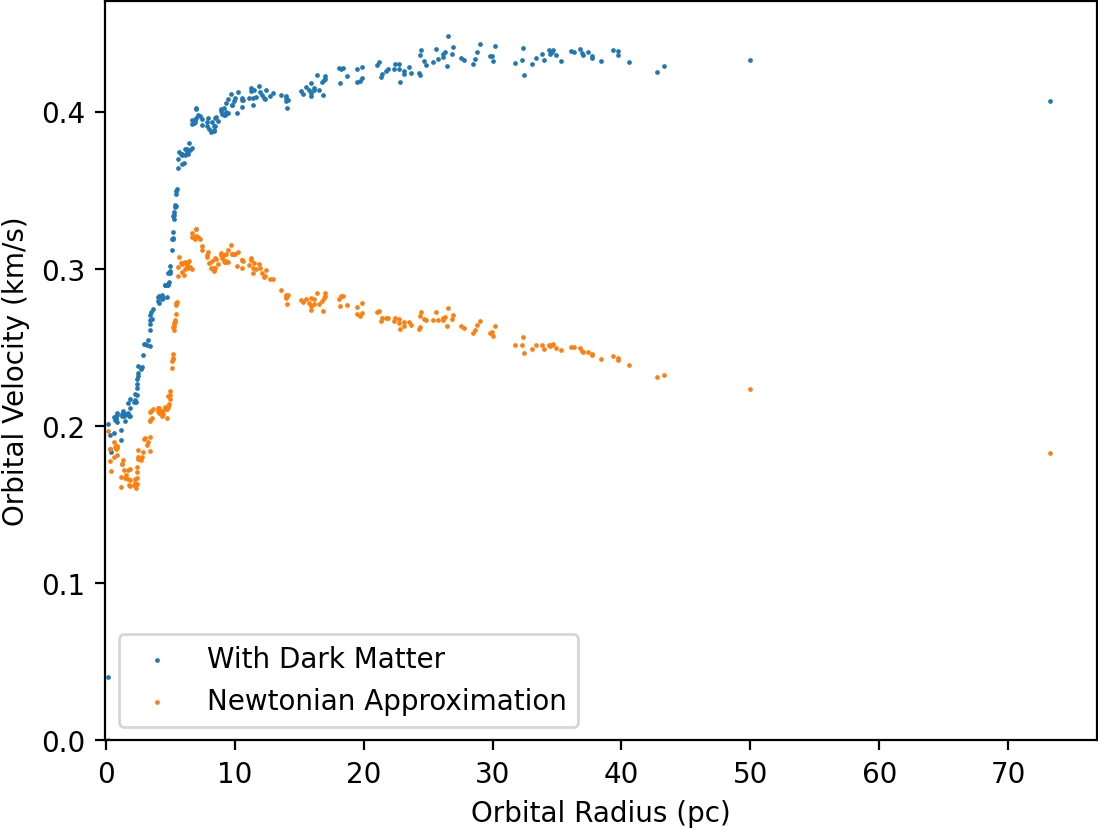 Orbital Velocity (km/s)
0.4
0.3
0.2
0.1
0.0
With Dark Matter
Newtonian Approximation
0 10 20 30 40 50 60 70
Orbital Radius (pc)